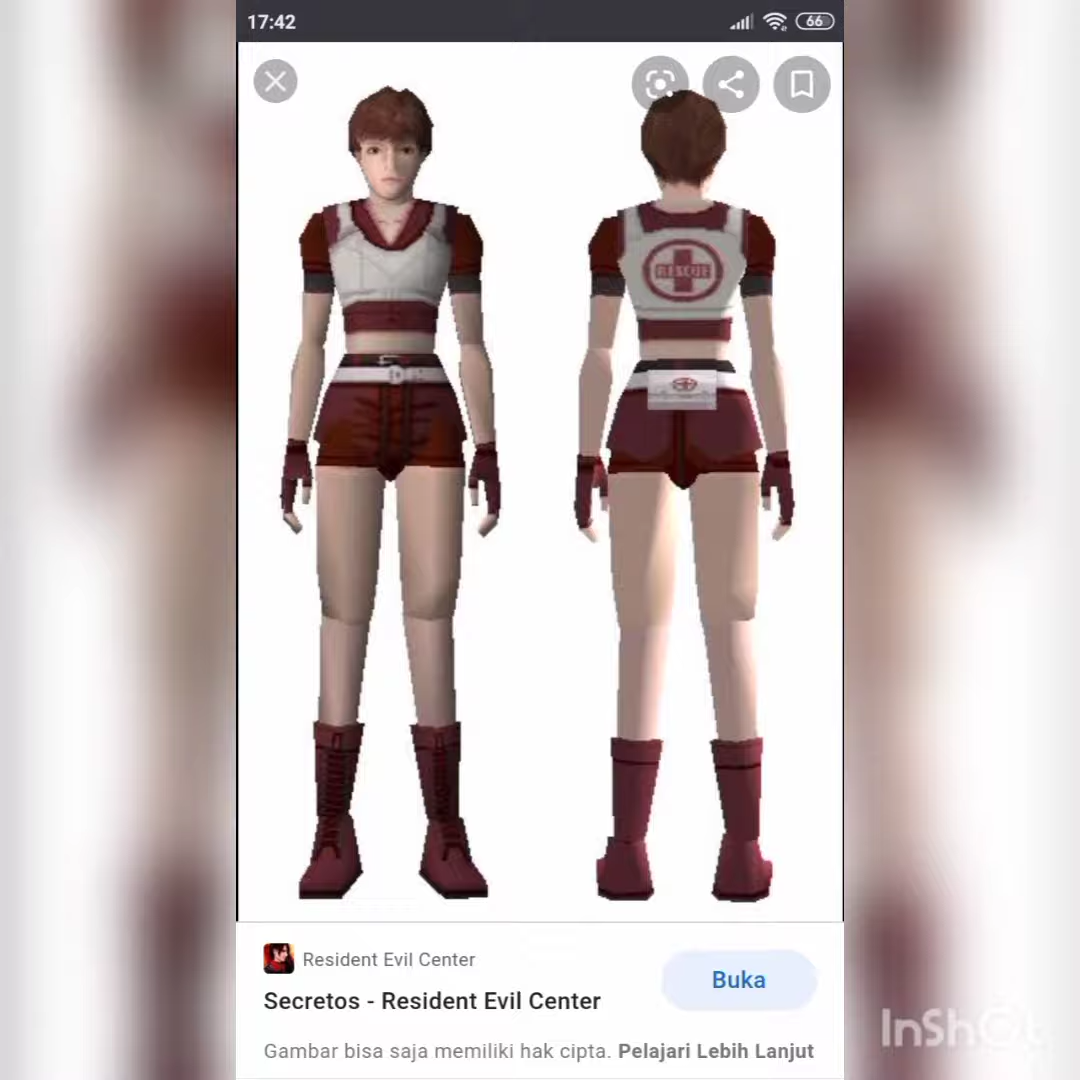 17:42
66
RESCUE
Resident Evil Center
Buka
Secretos - Resident Evil Center
Gambar bisa saja memiliki hak cipta. Pelajari Lebih Lanjut
InShOt